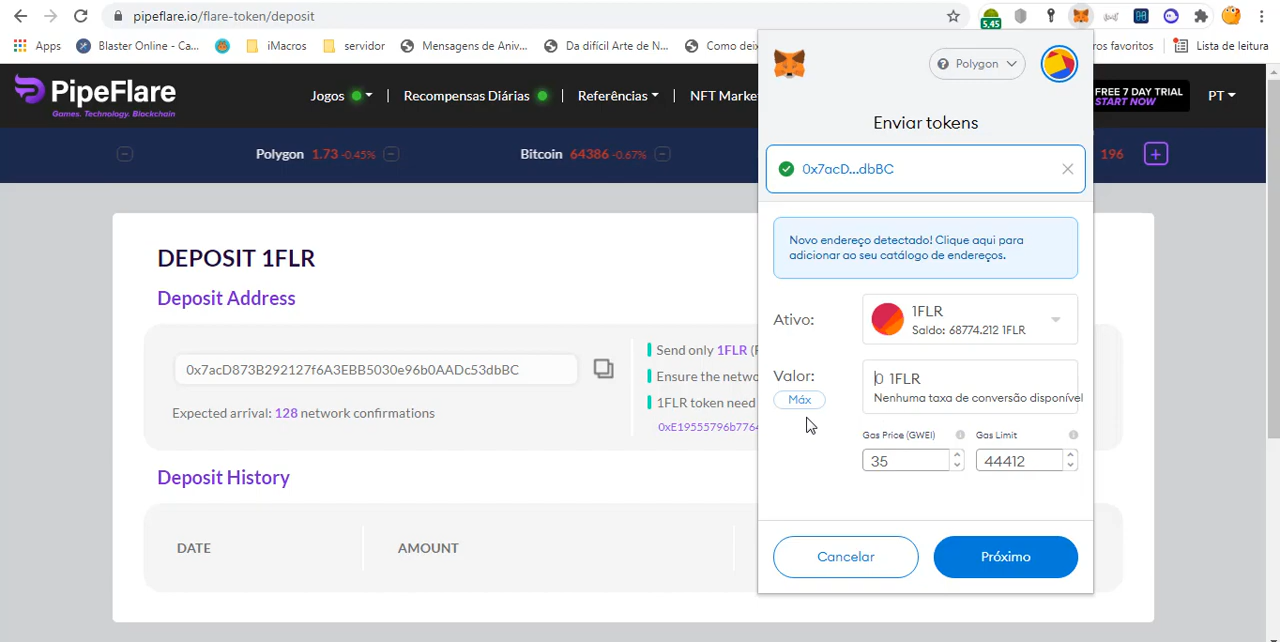 pipeflare.io/flare-token/deposit
5,45
Apps
Blaster Online - Ca...
iMacros
servidor
Mensagens de Aniv...
Da difícil Arte de N...
Como deix
ros favoritos
Lista de leitura
PipeFlare
Games. Technology. Blockchain
Jogos
Recompensas Diárias
Referências
NFT Marke
FREE 7 DAY TRIAL
START NOW
PT
Polygon 1.73 -0.45%
Bitcoin 64386 -0.67%
196
DEPOSIT 1FLR
Deposit Address
0x7acD873B292127f6A3EBB5030e96b0AADc53dbBC
Expected arrival: 128 network confirmations
Send only 1FLR (P
Ensure the netwo
1FLR token need
0xE19555796b7764
Deposit History
DATE
AMOUNT
Polygon
Enviar tokens
0x7acD...dbBC
Novo endereço detectado! Clique aqui para
adicionar ao seu catálogo de endereços.
Ativo:
1FLR
Saldo: 68774.212 1FLR
Valor:
Máx
0 1FLR
Nenhuma taxa de conversão disponível
Gas Price (GWEI)
Gas Limit
35
44412
Cancelar
Próximo